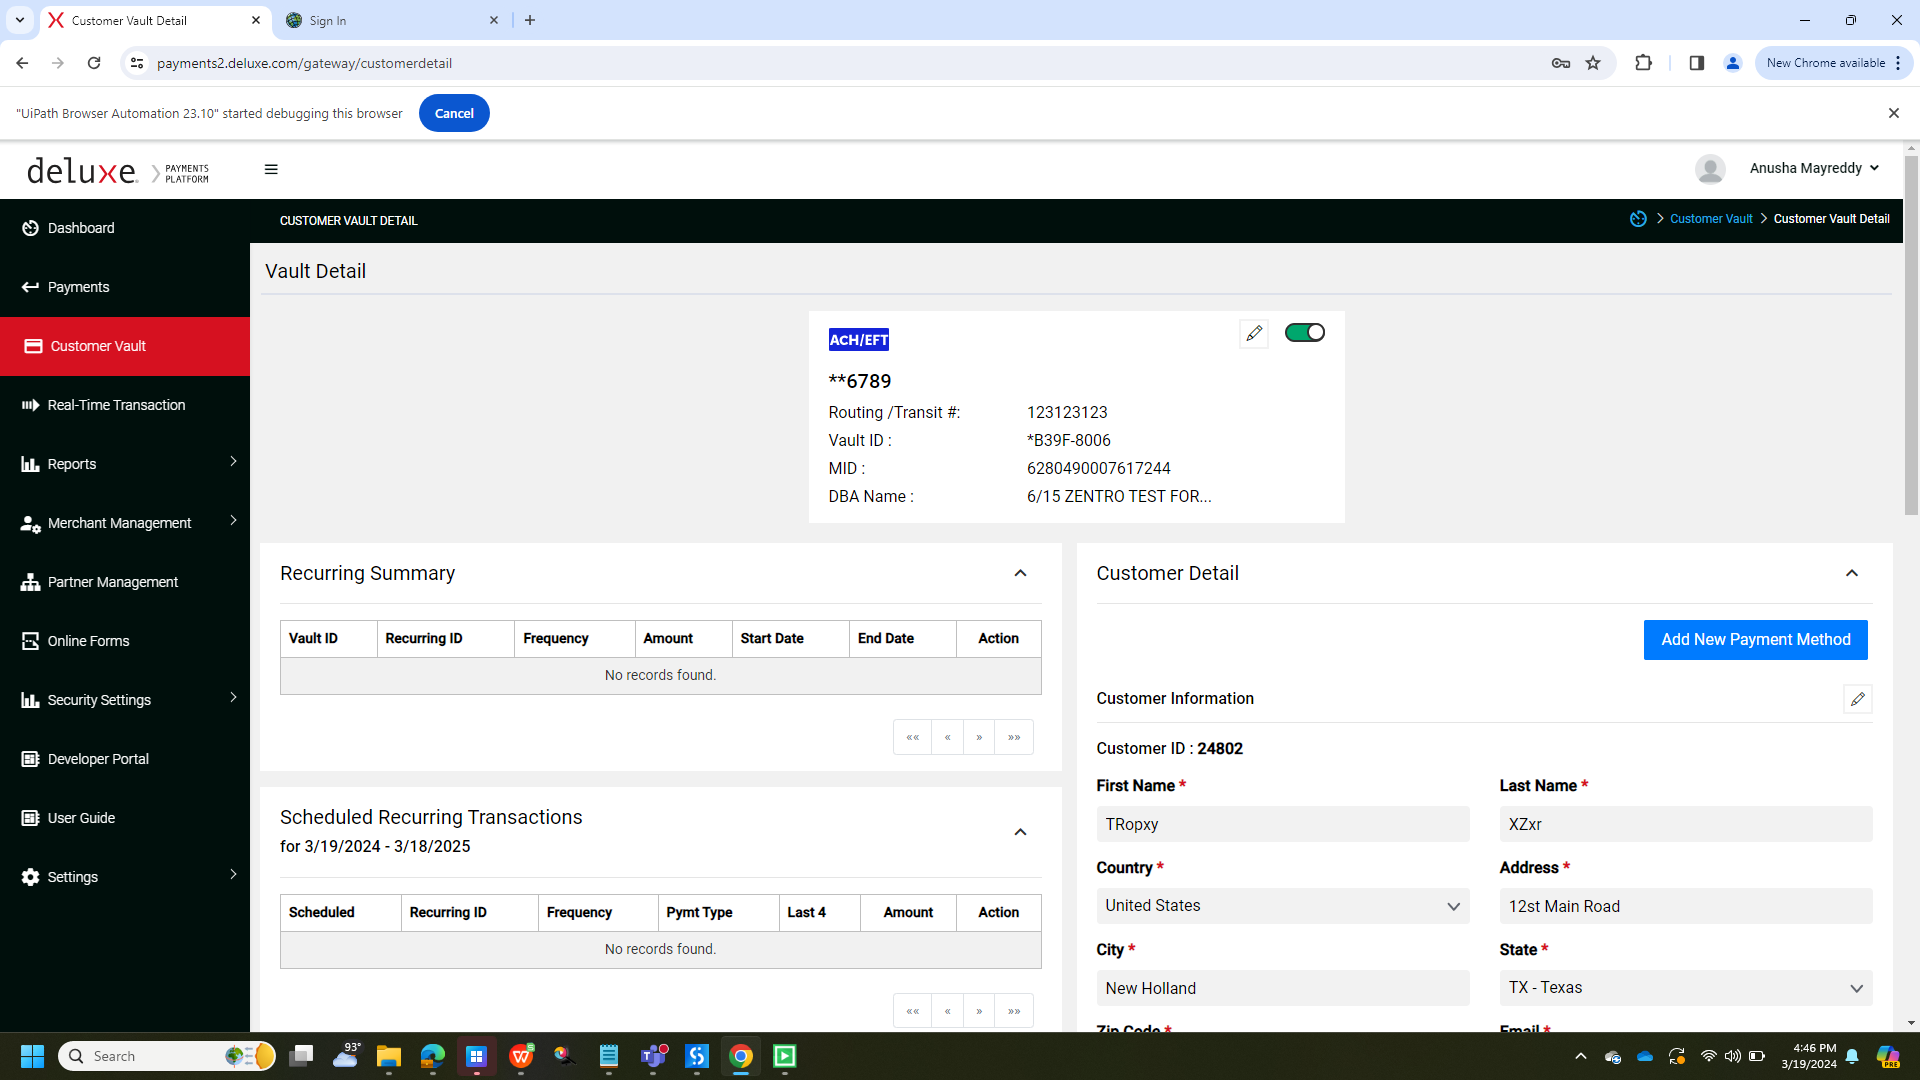 Customer Vault Detail
Sign In
payments2.deluxe.com/gateway/customerdetail
New Chrome available
"UiPath Browser Automation 23.10" started debugging this browser
Cancel
deluxe. PAYMENTS PLATFORM
Anusha Mayreddy
Dashboard
Payments
Customer Vault
Real-Time Transaction
Reports
Merchant Management
Partner Management
Online Forms
Security Settings
Developer Portal
User Guide
Settings
CUSTOMER VAULT DETAIL
Customer Vault Customer Vault Detail
Vault Detail
ACH/EFT
**6789
Routing /Transit #: 123123123
Vault ID : *B39F-8006
MID : 6280490007617244
DBA Name : 6/15 ZENTRO TEST FOR...
Recurring Summary
Vault ID Recurring ID Frequency Amount Start Date End Date Action
No records found.
«« « » »»
Scheduled Recurring Transactions
for 3/19/2024 - 3/18/2025
Scheduled Recurring ID Frequency Pymt Type Last 4 Amount Action
No records found.
«« « » »»
Customer Detail
Add New Payment Method
Customer Information
Customer ID : 24802
First Name * Last Name *
TRopxy XZxr
Country * Address *
United States 12st Main Road
City * State *
New Holland TX - Texas
Zip Code * Email *
Search
93°
4:46 PM
3/19/2024
PRE